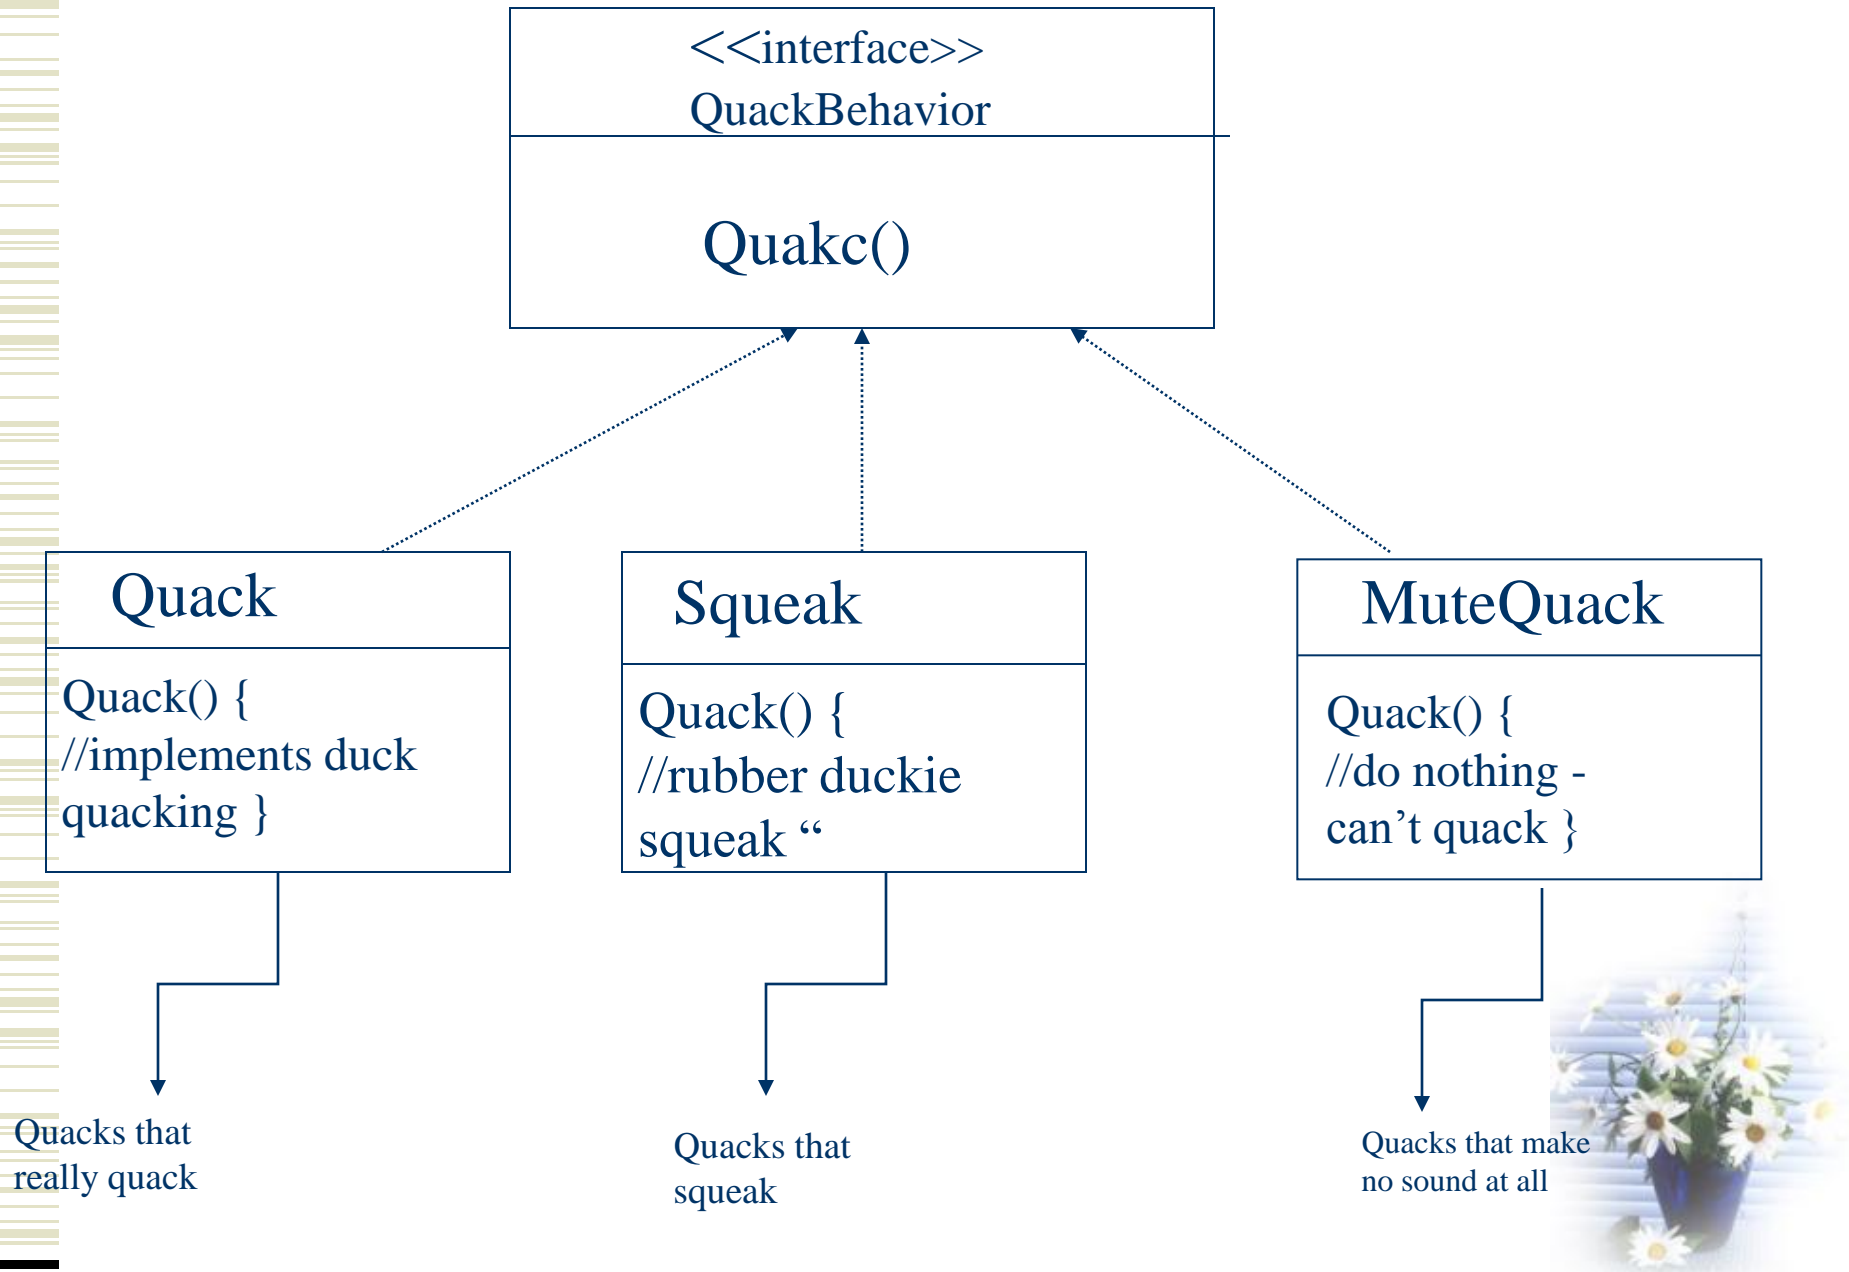 <<interface>>
QuackBehavior
Quakc()
Quack
Quack() {
//implements duck
quacking }
Squeak
Quack() {
//rubber duckie
squeak “
MuteQuack
Quack() {
//do nothing -
can’t quack }
Quacks that
really quack
Quacks that
squeak
Quacks that make
no sound at all